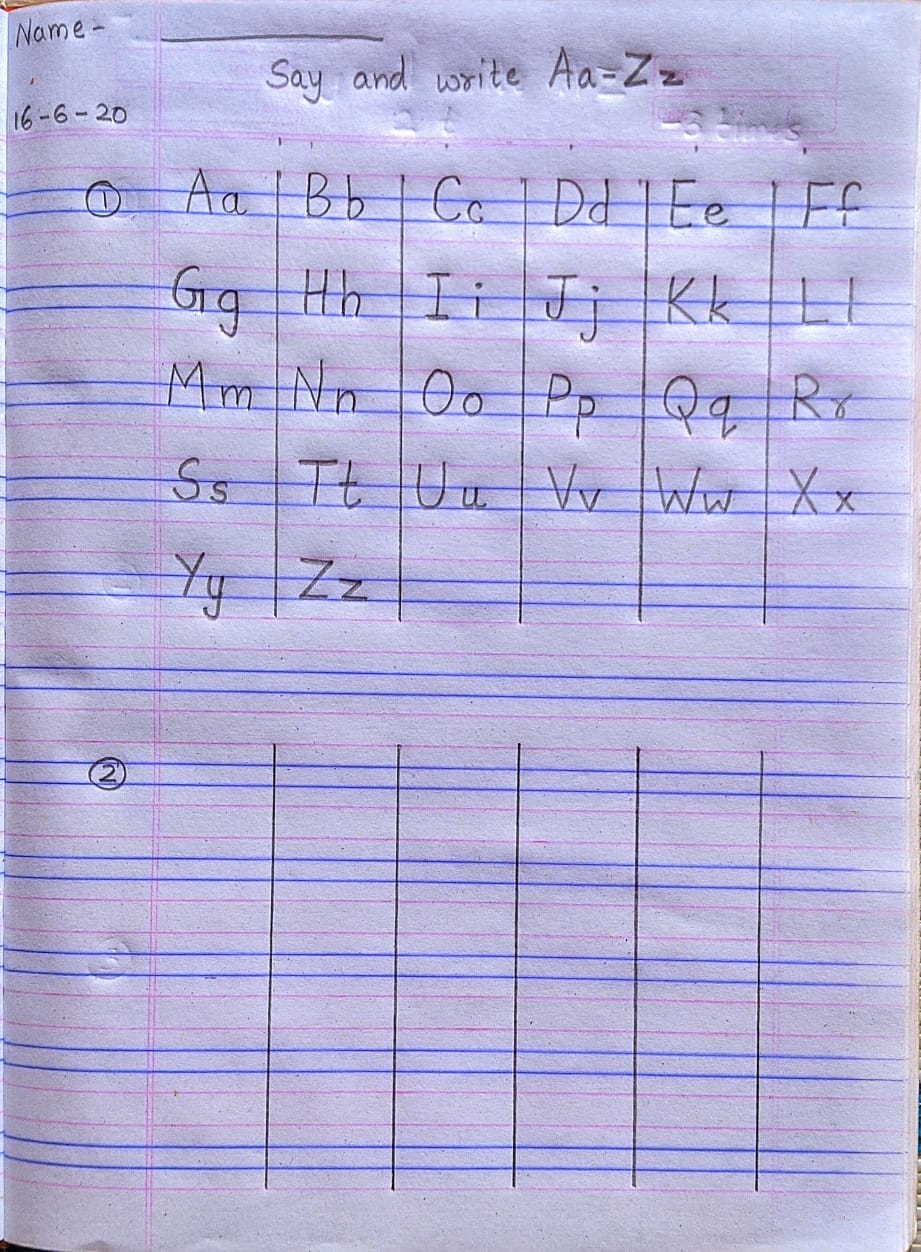 Name- ___________
Say and write Aa-Zz
16-6-20
① Aa Bb Cc Dd Ee Ff
Gg Hh Ii Jj Kk Ll
Mm Nn Oo Pp Qq Rr
Ss Tt Uu Vv Ww Xx
Yy Zz
②